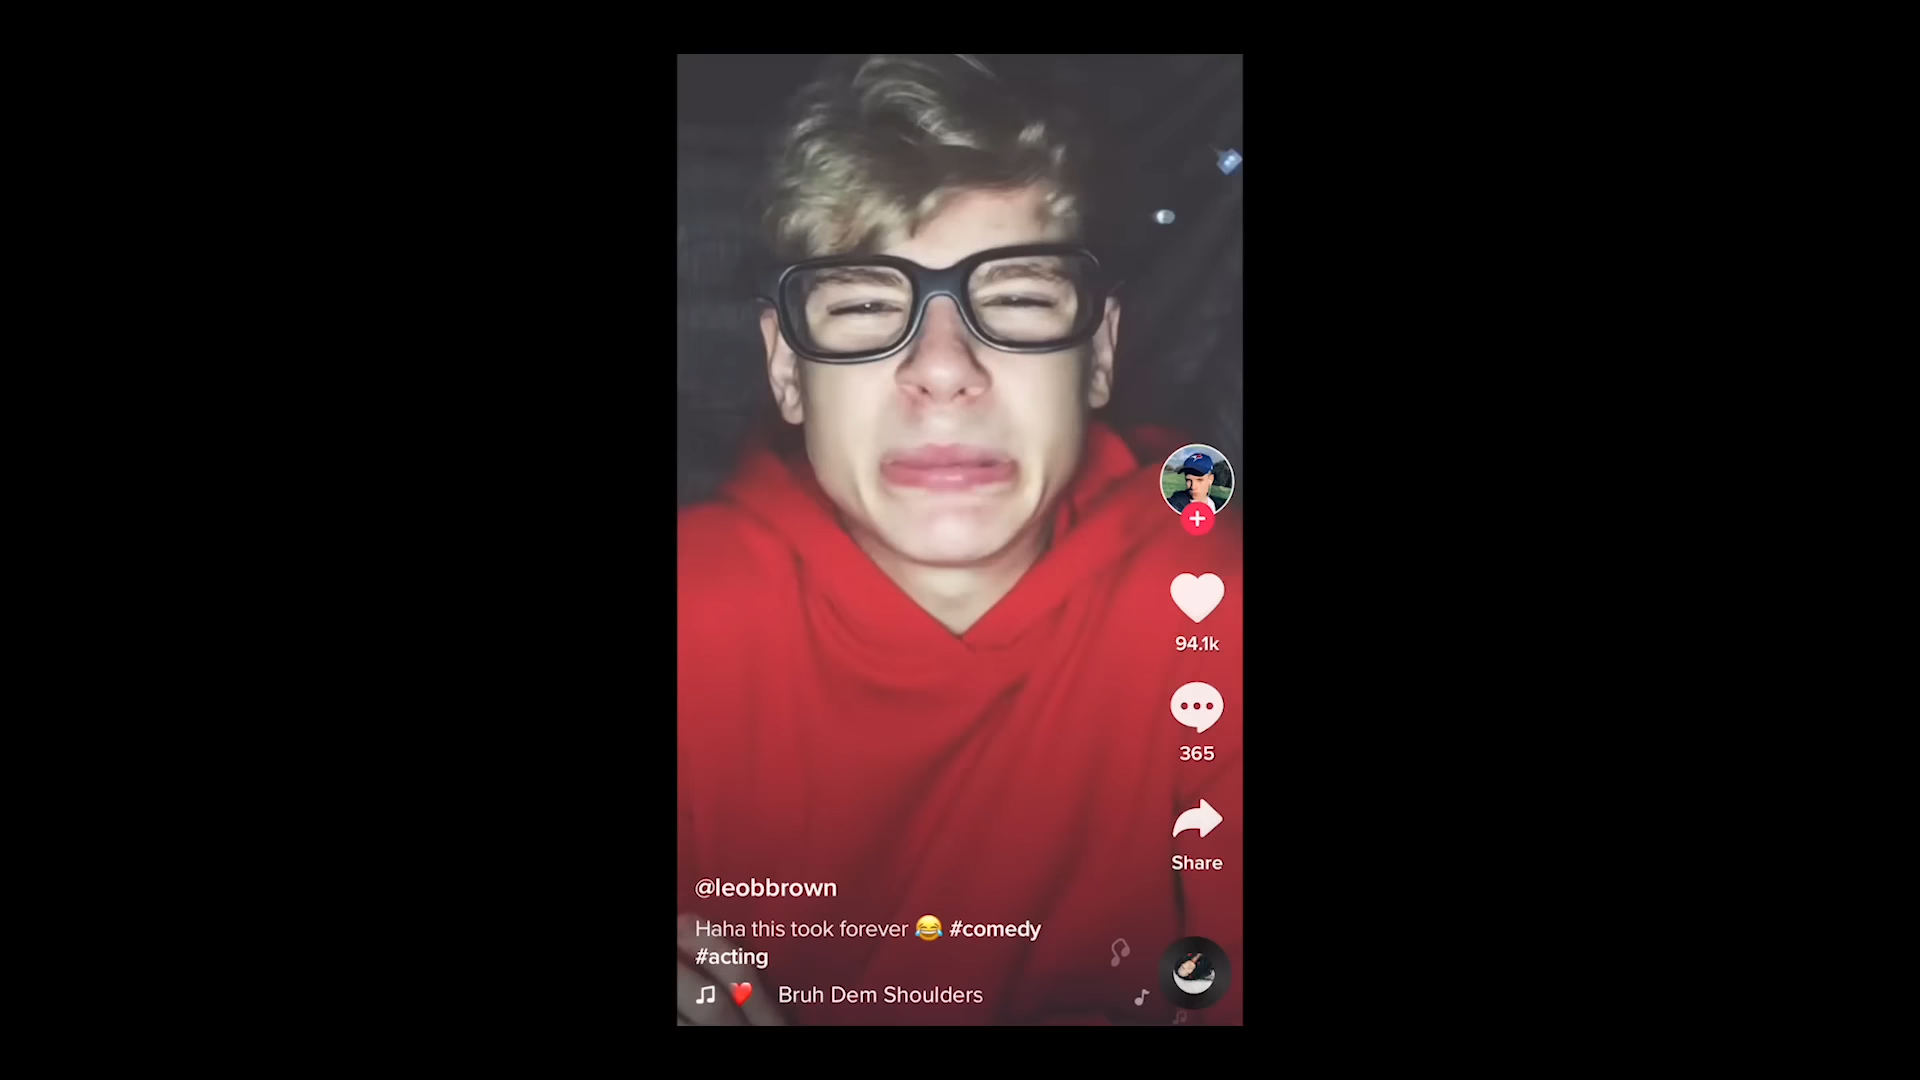 94.1k
365
Share
@leobbrown
Haha this took forever 😂 #comedy
#acting
❤️ Bruh Dem Shoulders